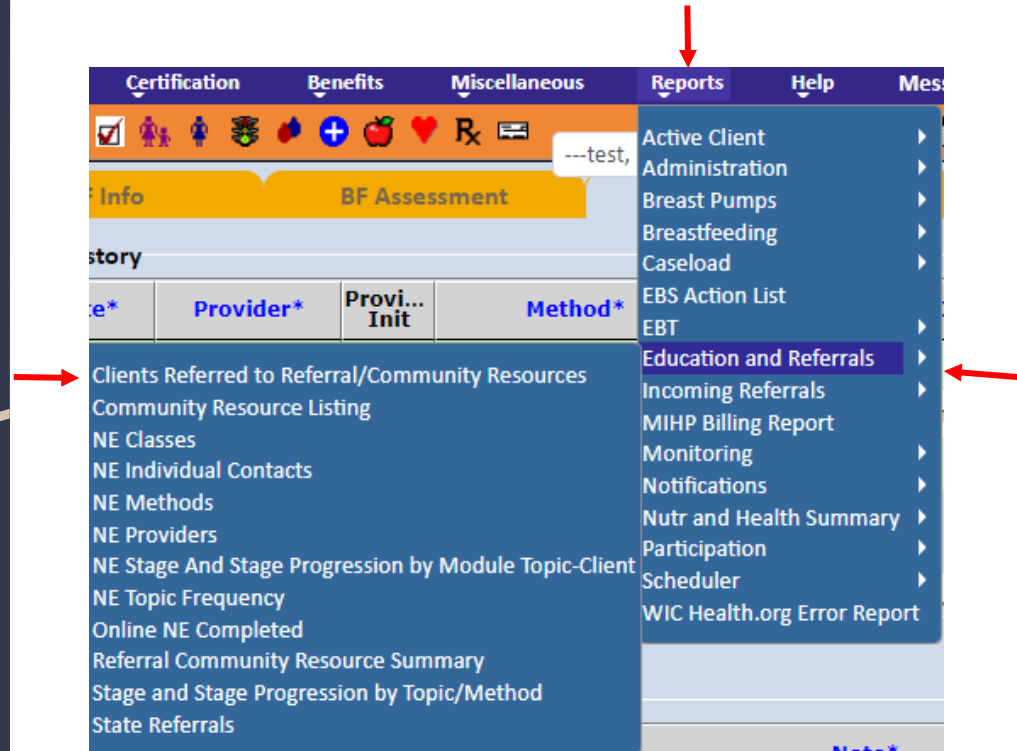 Certification Benefits Miscellaneous Reports Help
---test,
Info BF Assessment
Provider* Provi... Init Method*
Active Client
Administration
Breast Pumps
Breastfeeding
Caseload
EBS Action List
EBT
Education and Referrals
Incoming Referrals
MIHP Billing Report
Monitoring
Notifications
Nutr and Health Summary
Participation
Scheduler
WIC Health.org Error Report
Clients Referred to Referral/Community Resources
Community Resource Listing
NE Classes
NE Individual Contacts
NE Methods
NE Providers
NE Stage And Stage Progression by Module Topic-Client
NE Topic Frequency
Online NE Completed
Referral Community Resource Summary
Stage and Stage Progression by Topic/Method
State Referrals